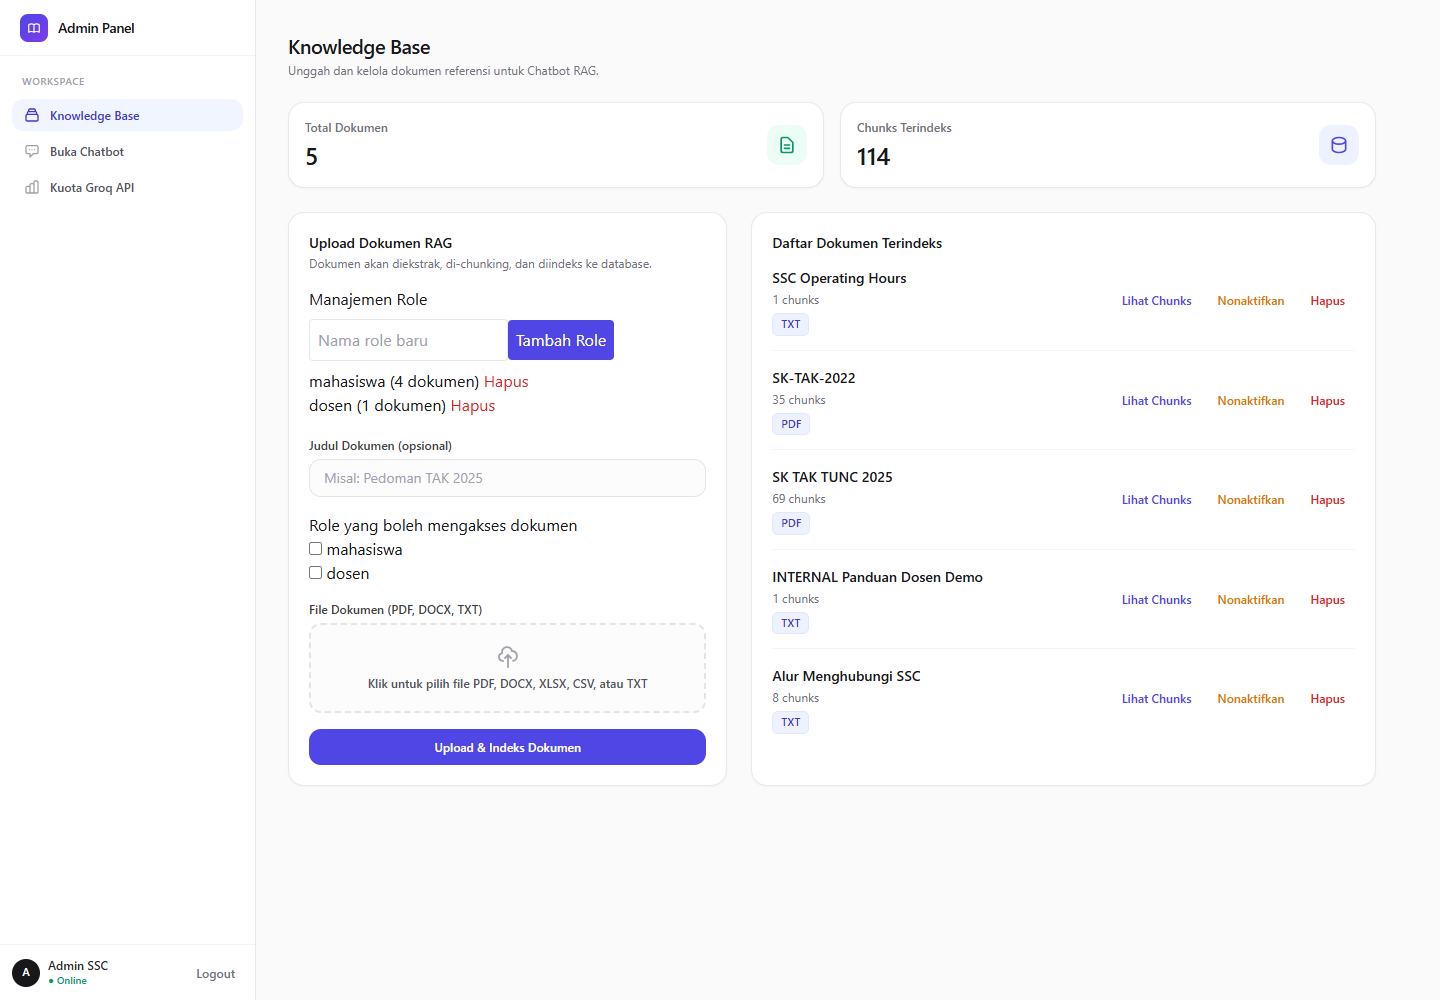 Admin Panel
WORKSPACE
Knowledge Base
Buka Chatbot
Kuota Groq API
Admin SSC
Online
Logout
A
Knowledge Base
Unggah dan kelola dokumen referensi untuk Chatbot RAG.
Total Dokumen
5
Chunks Terindeks
114
Upload Dokumen RAG
Dokumen akan diekstrak, di-chunking, dan diindeks ke database.
Manajemen Role
Nama role baru
Tambah Role
mahasiswa (4 dokumen) Hapus
dosen (1 dokumen) Hapus
Judul Dokumen (opsional)
Misal: Pedoman TAK 2025
Role yang boleh mengakses dokumen
mahasiswa
dosen
File Dokumen (PDF, DOCX, TXT)
Klik untuk pilih file PDF, DOCX, XLSX, CSV, atau TXT
Upload & Indeks Dokumen
Daftar Dokumen Terindeks
SSC Operating Hours
1 chunks
TXT
Lihat Chunks Nonaktifkan Hapus
SK-TAK-2022
35 chunks
PDF
Lihat Chunks Nonaktifkan Hapus
SK TAK TUNC 2025
69 chunks
PDF
Lihat Chunks Nonaktifkan Hapus
INTERNAL Panduan Dosen Demo
1 chunks
TXT
Lihat Chunks Nonaktifkan Hapus
Alur Menghubungi SSC
8 chunks
TXT
Lihat Chunks Nonaktifkan Hapus